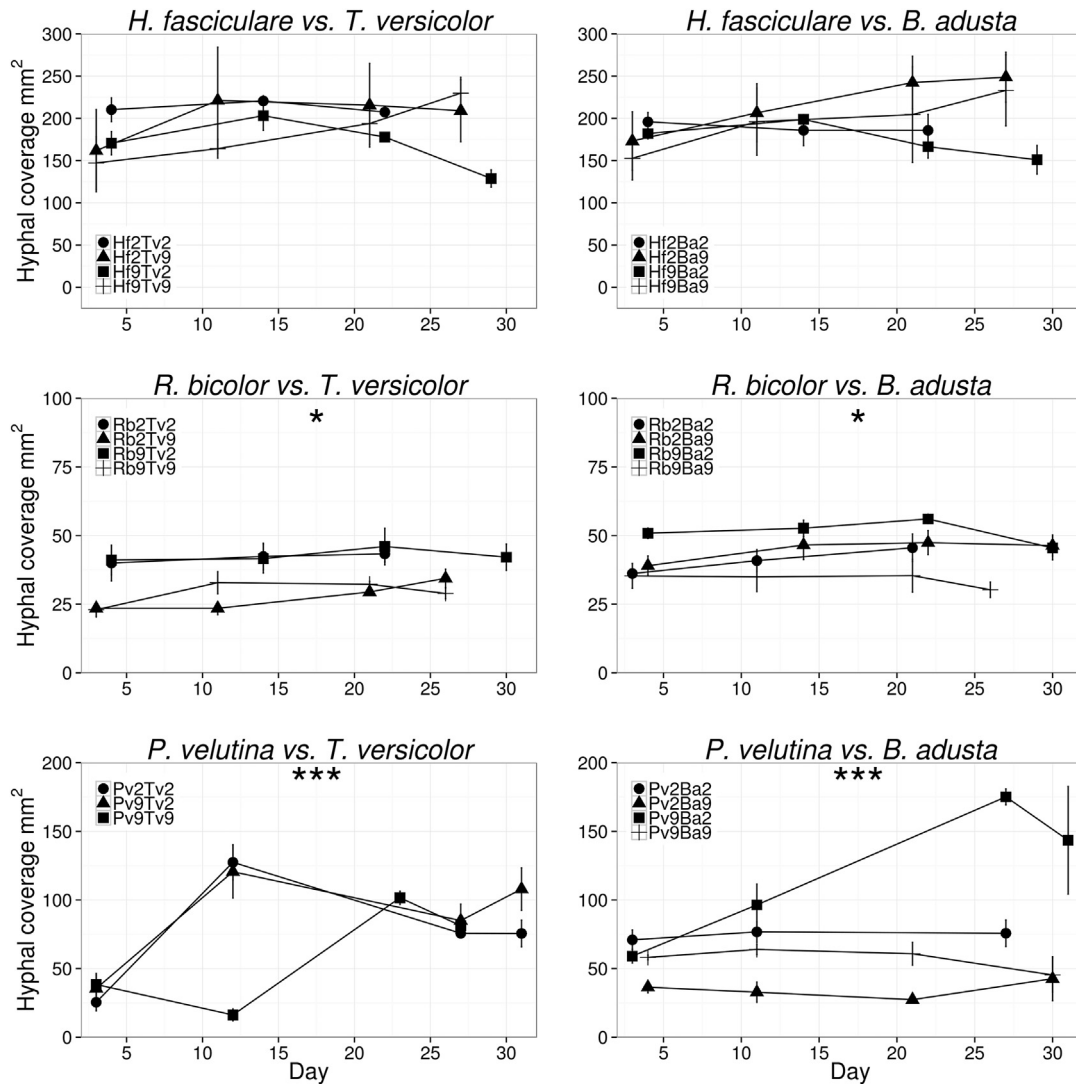 H. fasciculare vs. T. versicolor
Hyphal coverage mm²
300
250
200
150
100
50
0
Hf2Tv2
Hf2Tv9
Hf9Tv2
Hf9Tv9
5 10 15 20 25 30
H. fasciculare vs. B. adusta
300
250
200
150
100
50
0
Hf2Ba2
Hf2Ba9
Hf9Ba2
Hf9Ba9
5 10 15 20 25 30
R. bicolor vs. T. versicolor
*
Hyphal coverage mm²
100
75
50
25
0
Rb2Tv2
Rb2Tv9
Rb9Tv2
Rb9Tv9
5 10 15 20 25 30
R. bicolor vs. B. adusta
*
100
75
50
25
0
Rb2Ba2
Rb2Ba9
Rb9Ba2
Rb9Ba9
5 10 15 20 25 30
P. velutina vs. T. versicolor
***
Hyphal coverage mm²
200
150
100
50
0
Pv2Tv2
Pv9Tv2
Pv9Tv9
5 10 15 20 25 30
Day
P. velutina vs. B. adusta
***
200
150
100
50
0
Pv2Ba2
Pv2Ba9
Pv9Ba2
Pv9Ba9
5 10 15 20 25 30
Day